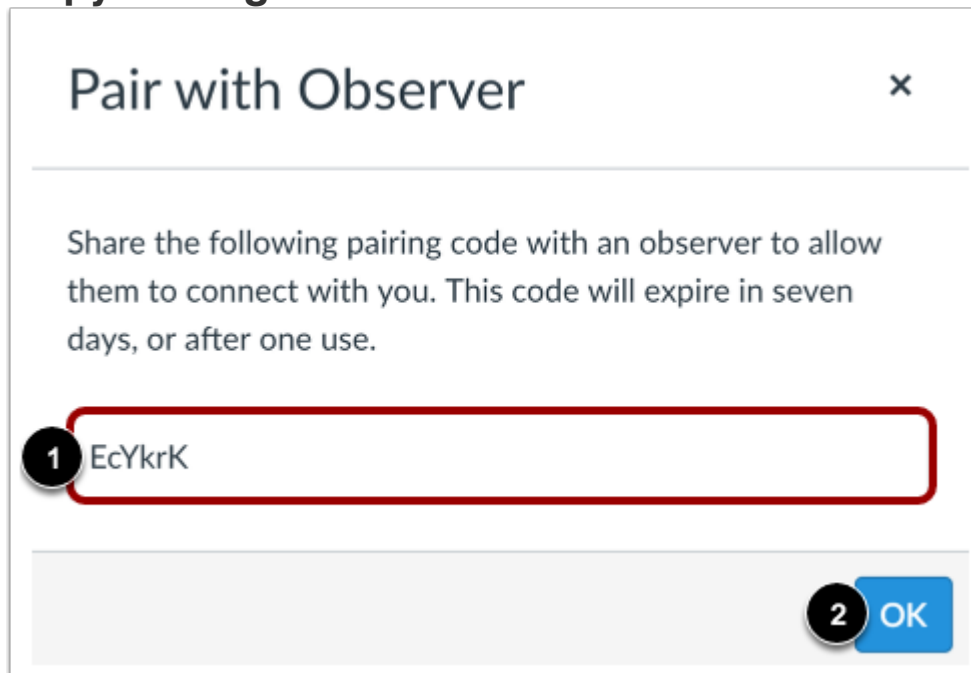 Pair with Observer ×
Share the following pairing code with an observer to allow
them to connect with you. This code will expire in seven
days, or after one use.
1 EcYkrK
2 OK